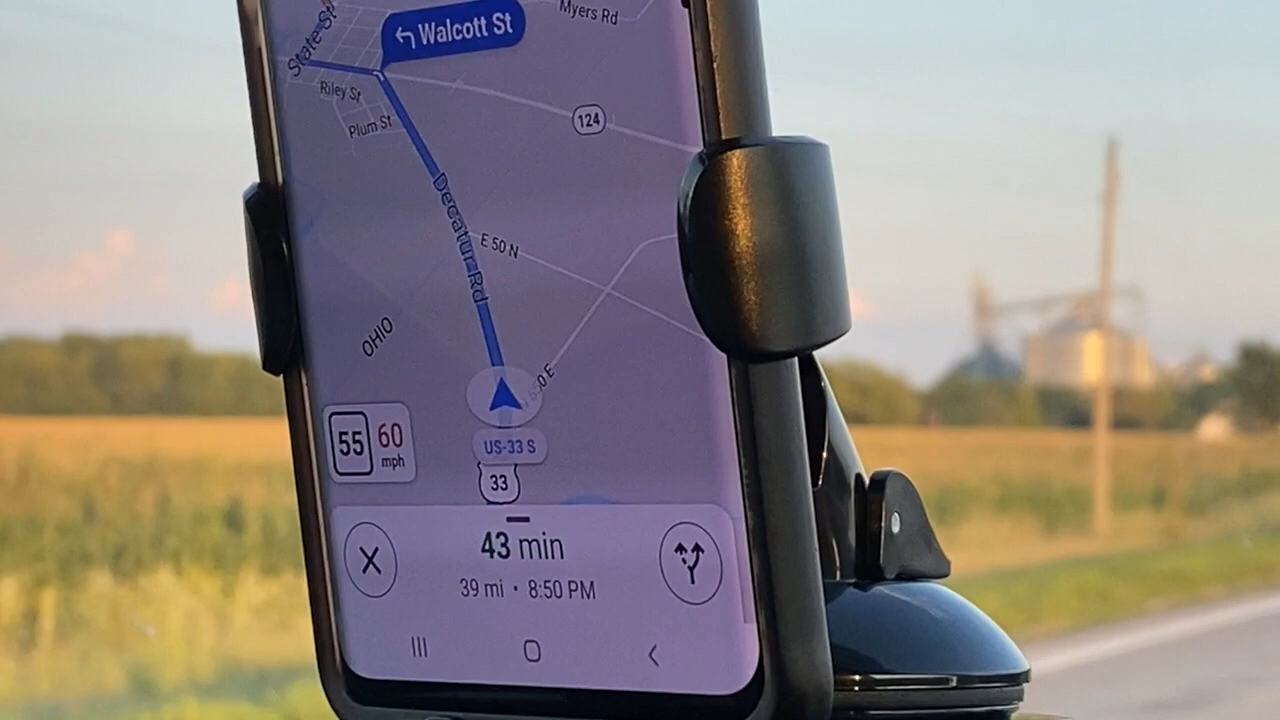 State St
Walcott St
Myers Rd
Riley St
Plum St
124
Decatur Rd
E 50 N
OHIO
55
60
mph
US-33 S
33
43 min
39 mi • 8:50 PM